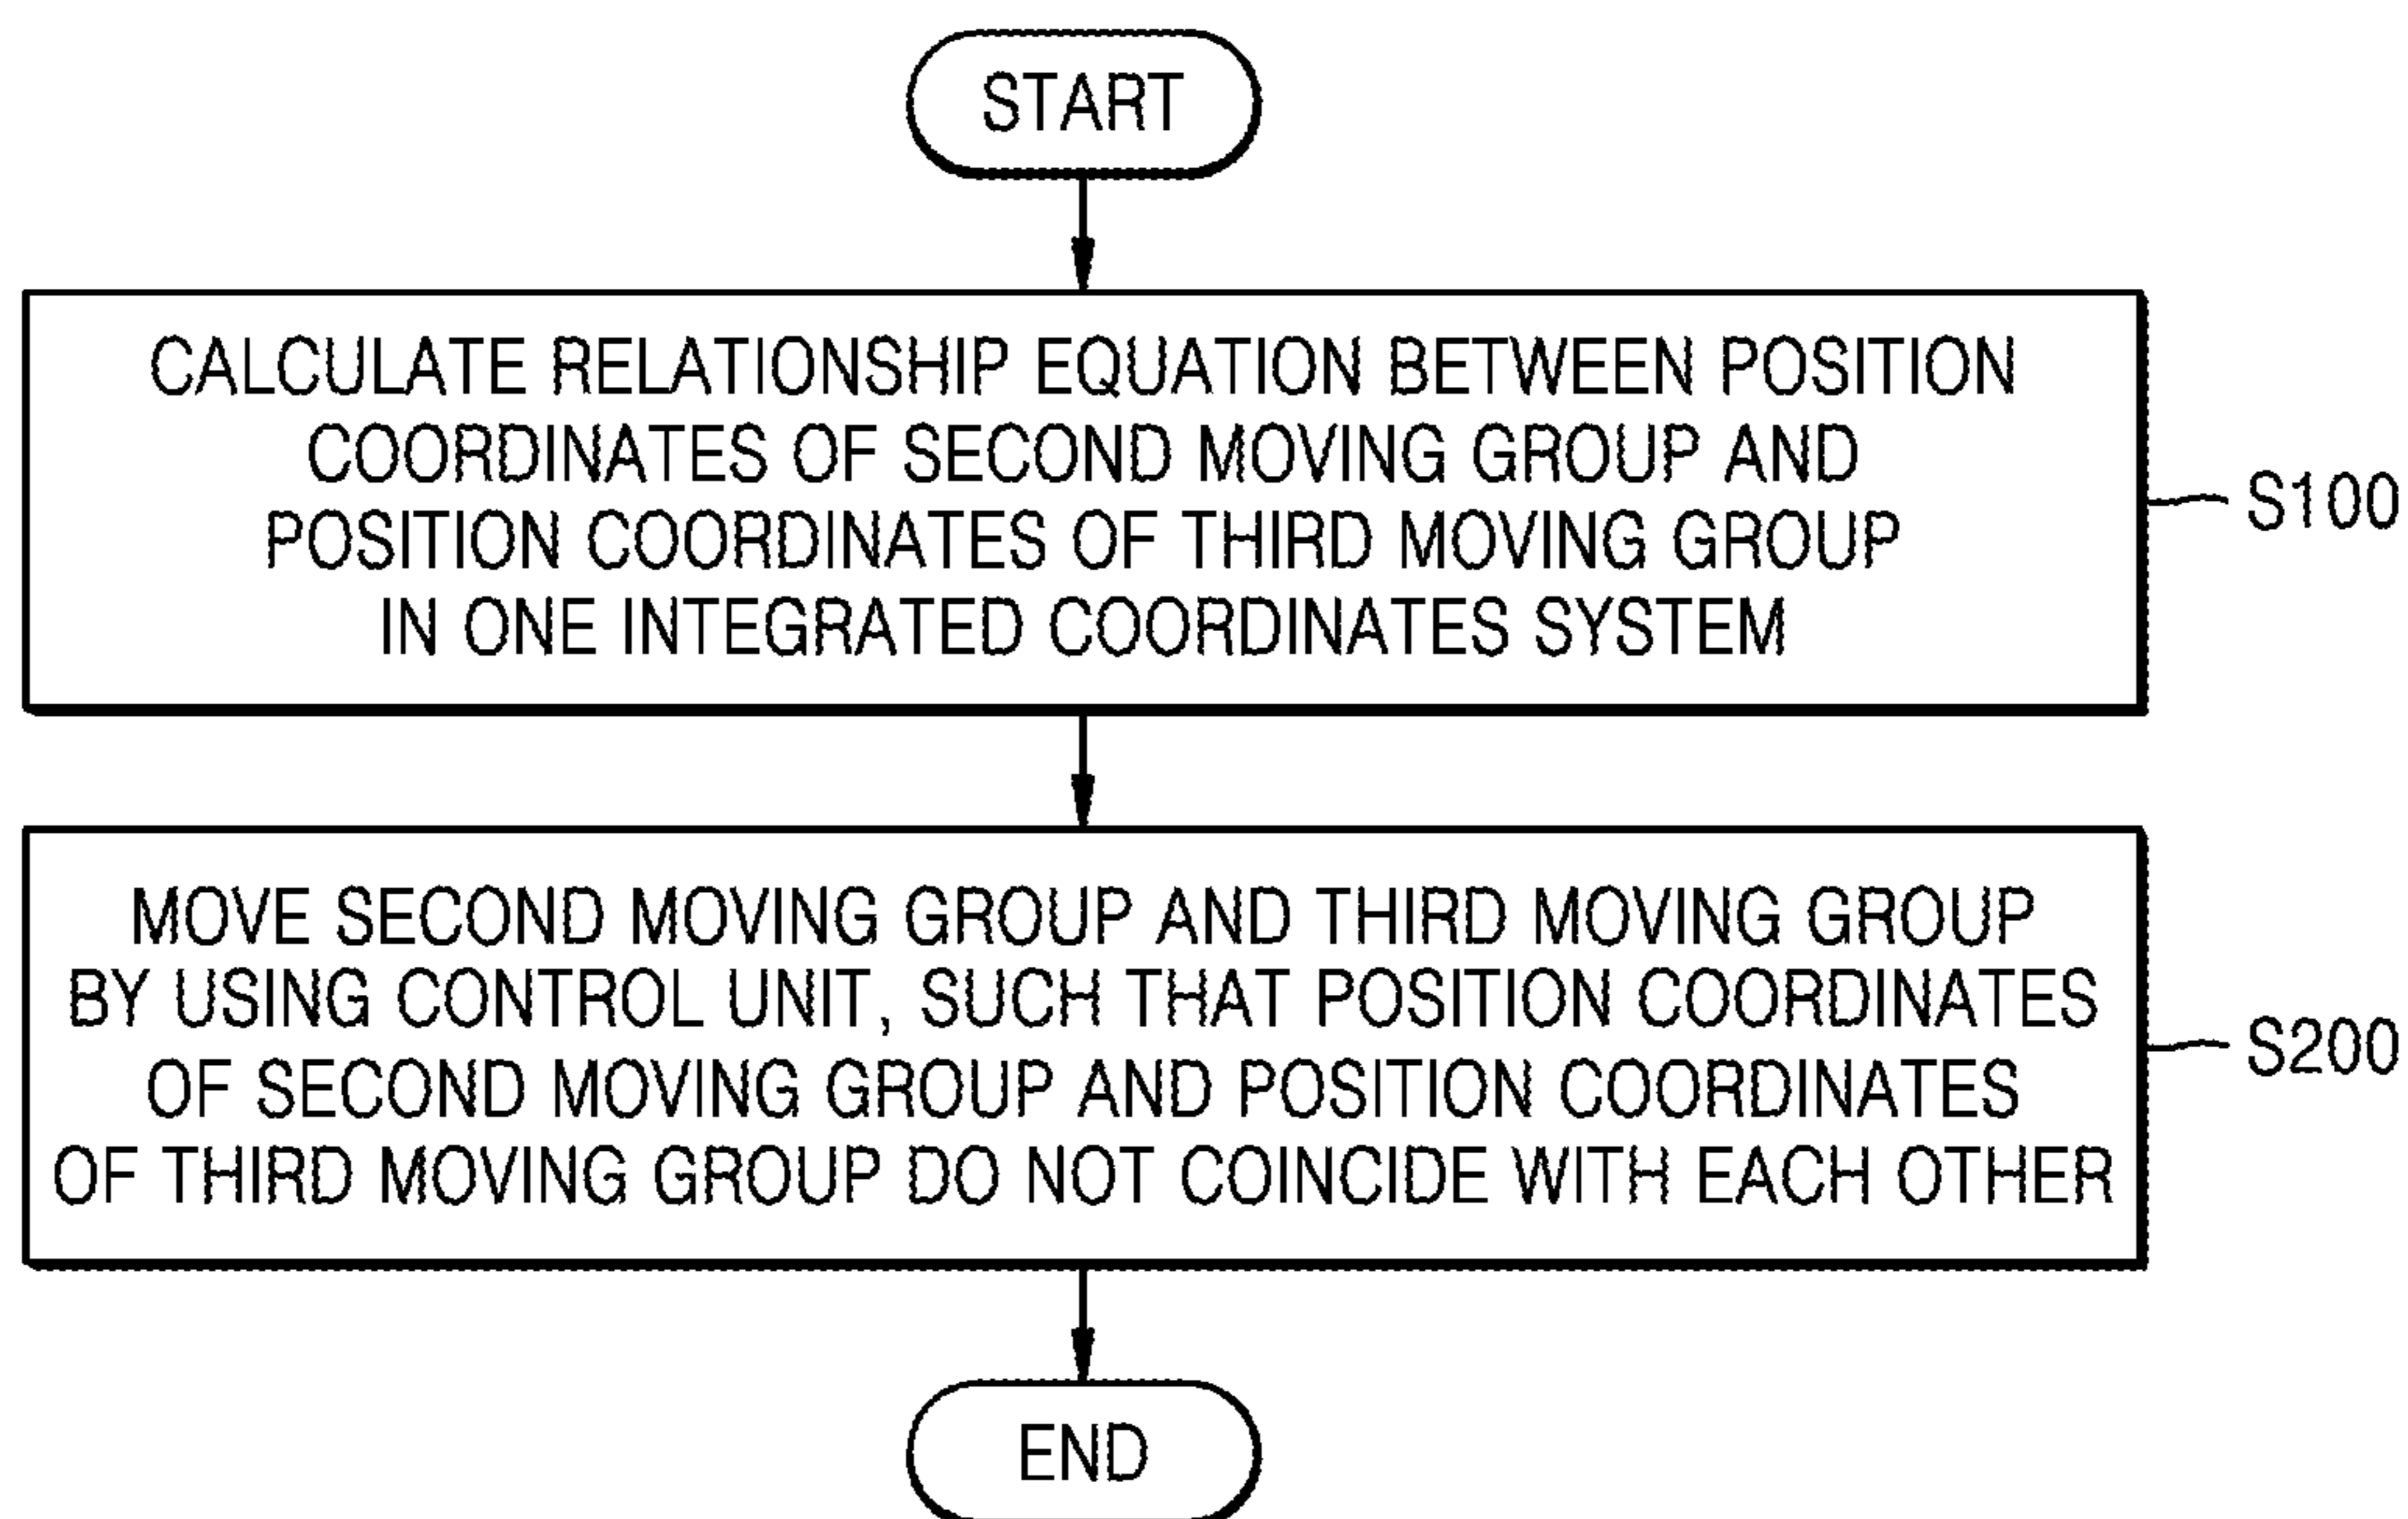 START
CALCULATE RELATIONSHIP EQUATION BETWEEN POSITION
COORDINATES OF SECOND MOVING GROUP AND
POSITION COORDINATES OF THIRD MOVING GROUP
IN ONE INTEGRATED COORDINATES SYSTEM
S100
MOVE SECOND MOVING GROUP AND THIRD MOVING GROUP
BY USING CONTROL UNIT, SUCH THAT POSITION COORDINATES
OF SECOND MOVING GROUP AND POSITION COORDINATES
OF THIRD MOVING GROUP DO NOT COINCIDE WITH EACH OTHER
S200
END